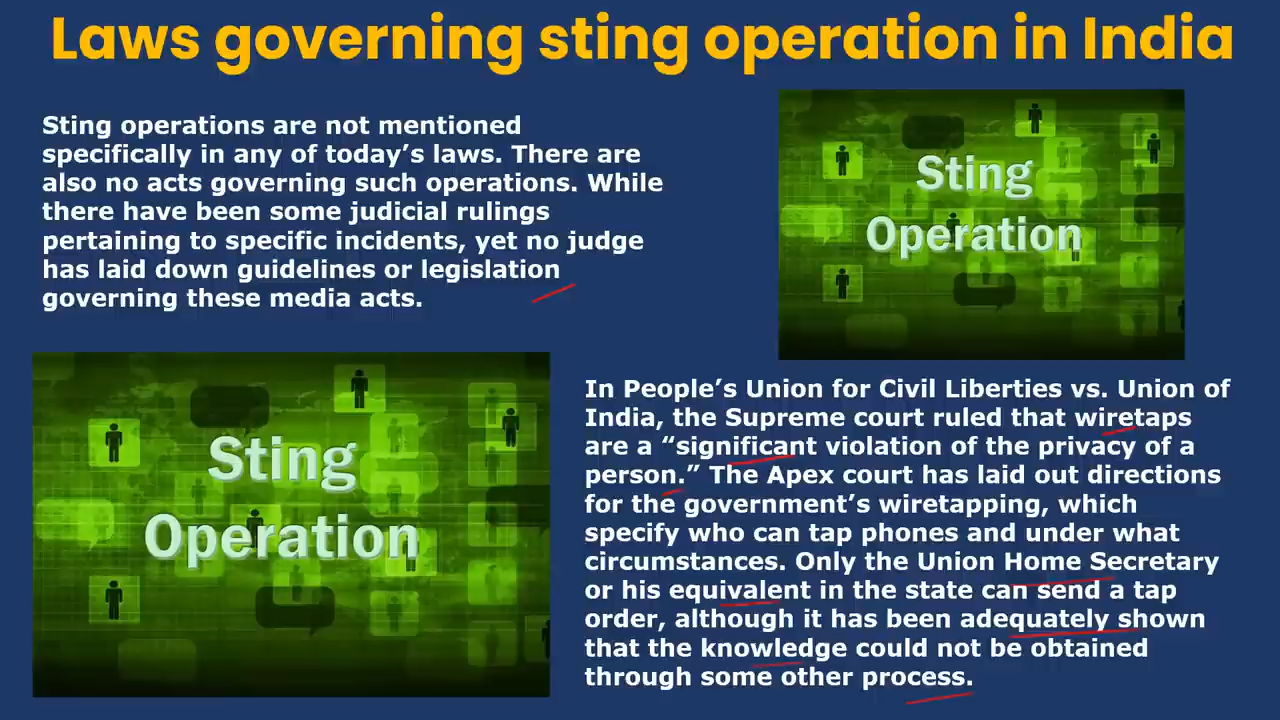 Laws governing sting operation in India
Sting operations are not mentioned
specifically in any of today’s laws. There are
also no acts governing such operations. While
there have been some judicial rulings
pertaining to specific incidents, yet no judge
has laid down guidelines or legislation
governing these media acts.
Sting
Operation
Sting
Operation
In People’s Union for Civil Liberties vs. Union of
India, the Supreme court ruled that wiretaps
are a “significant violation of the privacy of a
person.” The Apex court has laid out directions
for the government’s wiretapping, which
specify who can tap phones and under what
circumstances. Only the Union Home Secretary
or his equivalent in the state can send a tap
order, although it has been adequately shown
that the knowledge could not be obtained
through some other process.